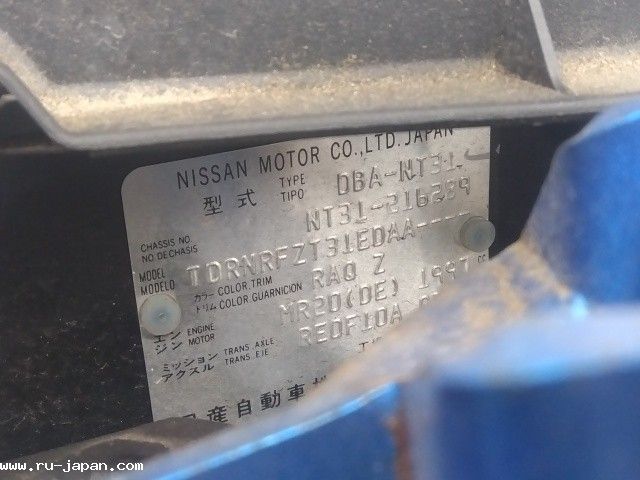 NISSAN MOTOR CO.,LTD.JAPAN
型式 TYPE TIPO DBA-NT31
CHASSIS NO. NO.DECHASIS NT31-216289
MODEL MODELO TDRNRFZT31EDAA----
カラー COLOR,TRIM トリム COLOR,GUARNICION RAQ Z
エンジン ENGINE MOTOR MR20(DE) 1997 cc
ミッション アクスル TRANS. AXLE TRANS. EJE RE0F10A
日産自動車
www.ru-japan.com